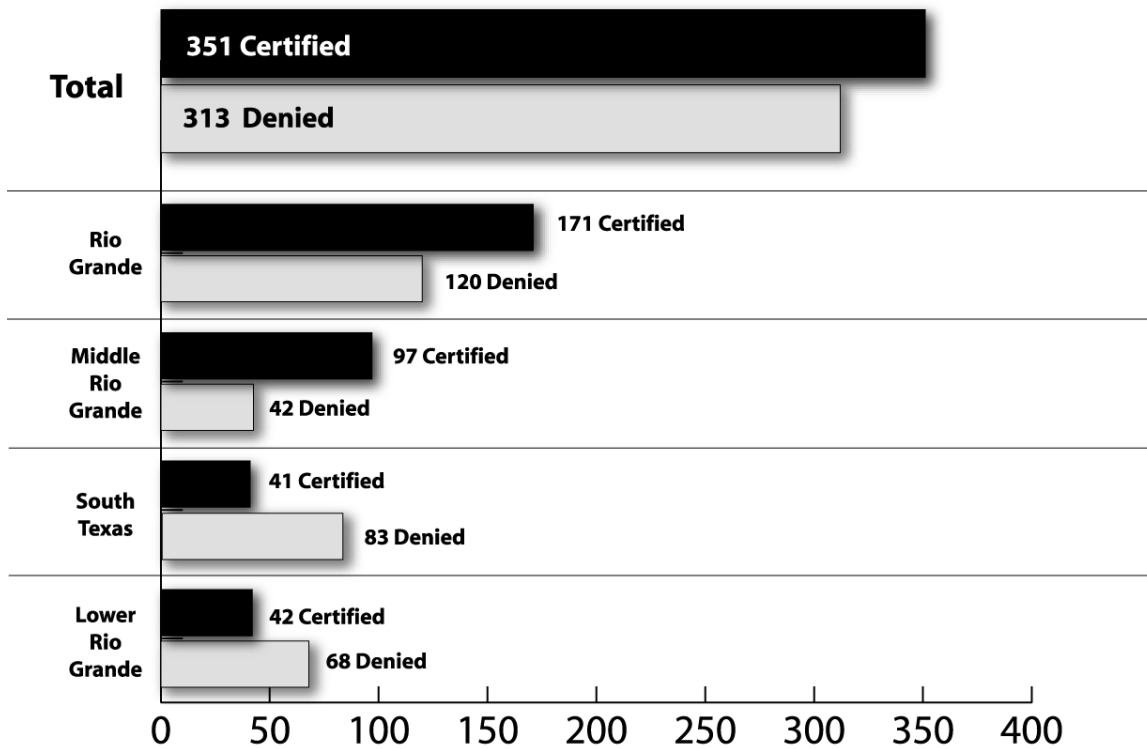 351 Certified
Total
313 Denied
171 Certified
Rio
Grande
120 Denied
Middle
Rio
Grande
97 Certified
42 Denied
41 Certified
South
Texas
83 Denied
Lower
Rio
Grande
42 Certified
68 Denied
0 50 100 150 200 250 300 350 400